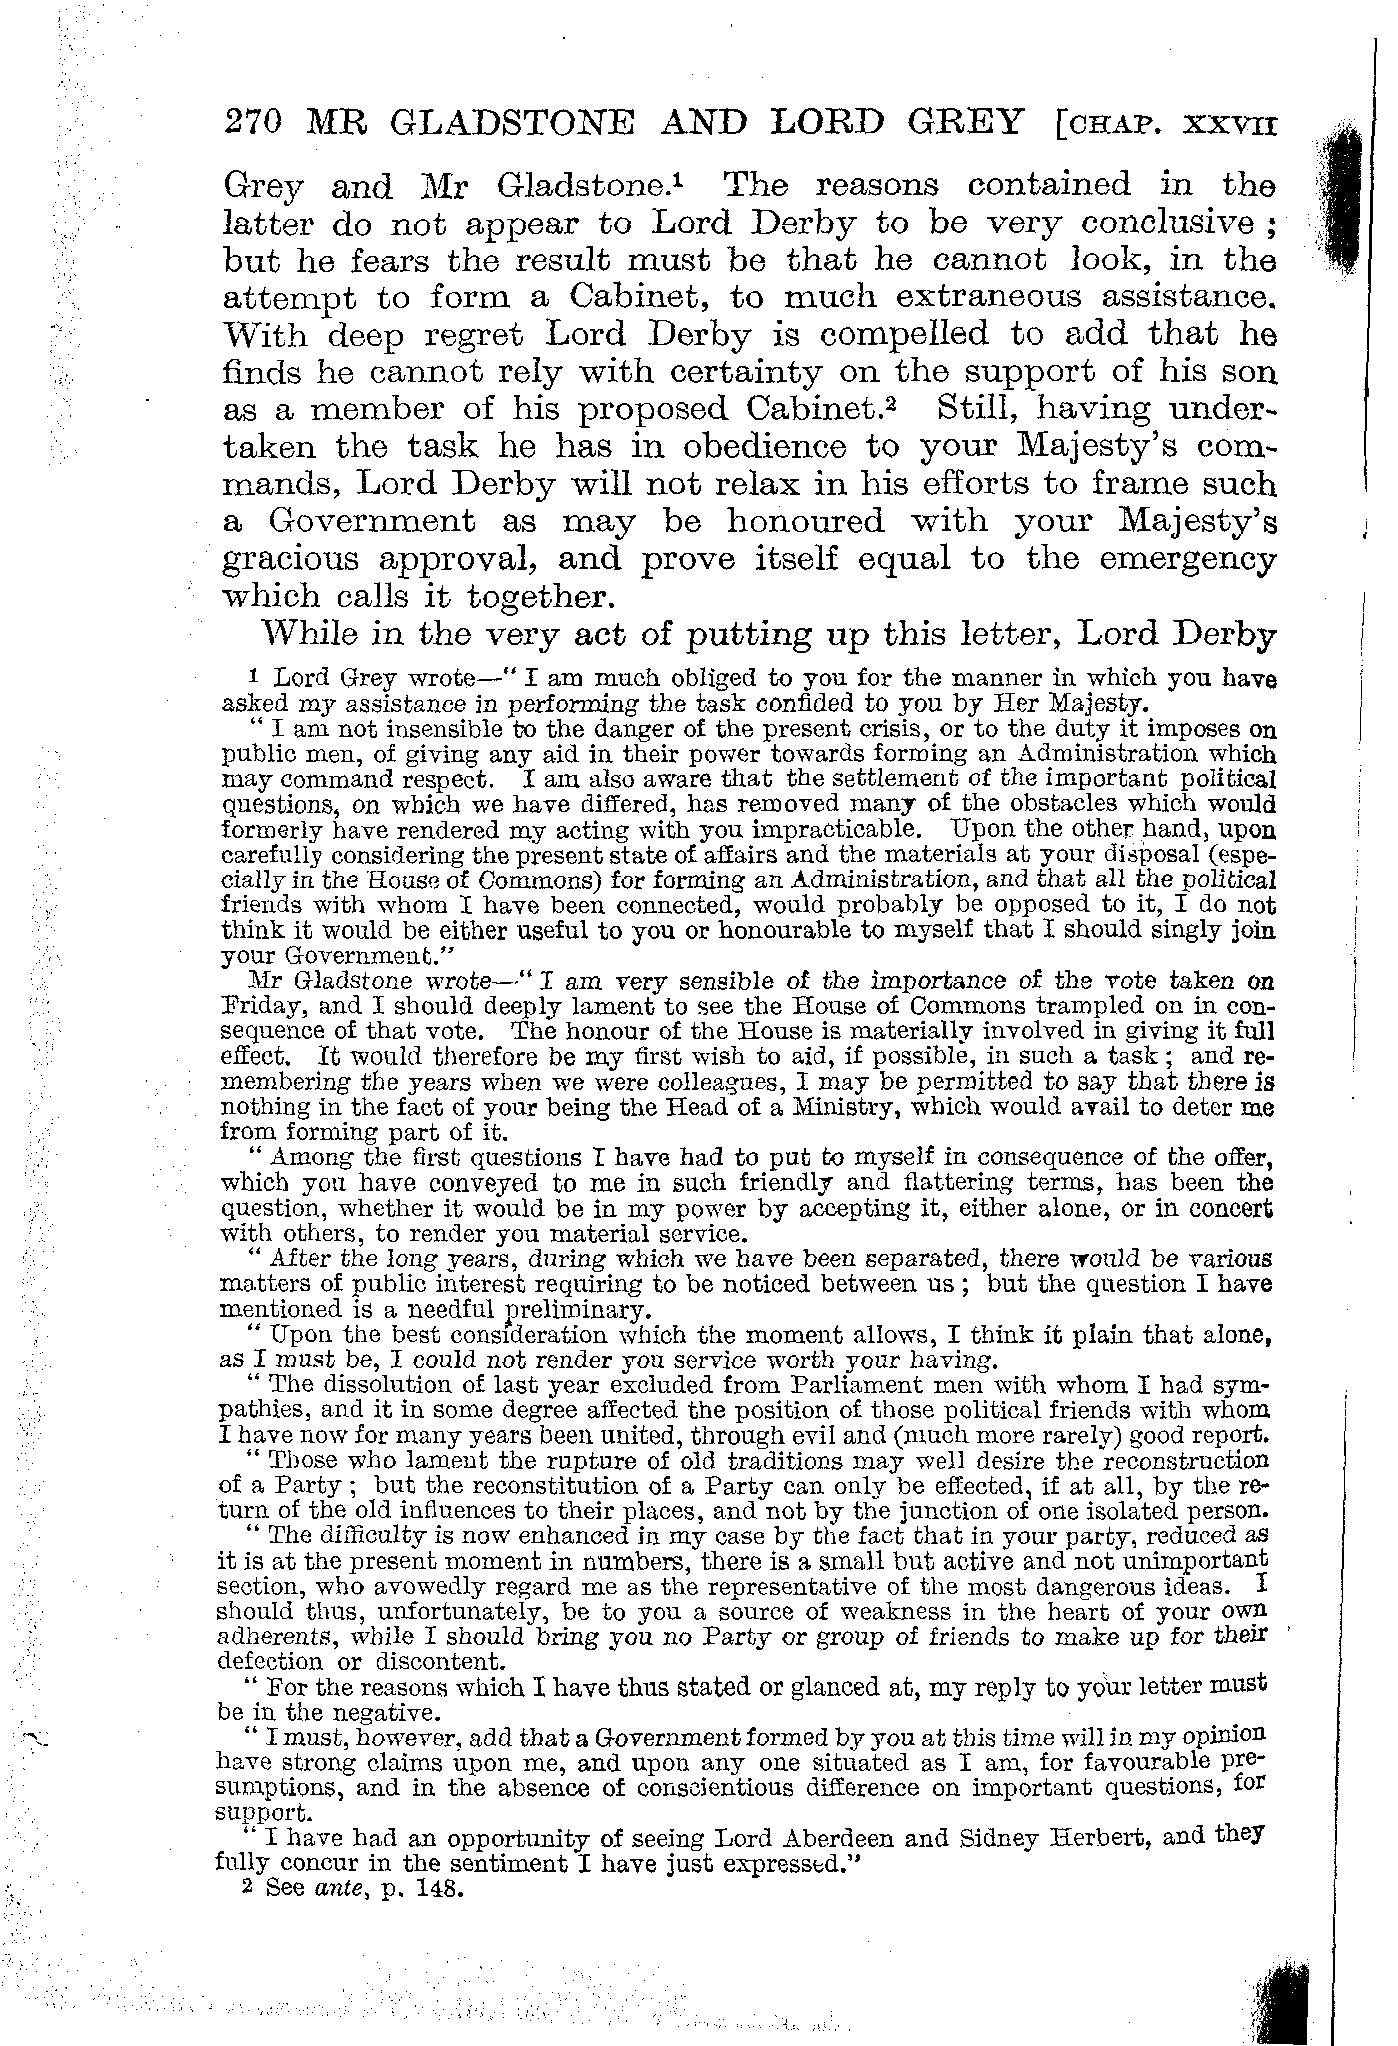 270 MR GLADSTONE AND LORD GREY [CHAP. XXVII
Grey and Mr Gladstone.¹ The reasons contained in the
latter do not appear to Lord Derby to be very conclusive ;
but he fears the result must be that he cannot look, in the
attempt to form a Cabinet, to much extraneous assistance.
With deep regret Lord Derby is compelled to add that he
finds he cannot rely with certainty on the support of his son
as a member of his proposed Cabinet.² Still, having under-
taken the task he has in obedience to your Majesty's com-
mands, Lord Derby will not relax in his efforts to frame such
a Government as may be honoured with your Majesty's
gracious approval, and prove itself equal to the emergency
which calls it together.
While in the very act of putting up this letter, Lord Derby
1 Lord Grey wrote—" I am much obliged to you for the manner in which you have
asked my assistance in performing the task confided to you by Her Majesty.
" I am not insensible to the danger of the present crisis, or to the duty it imposes on
public men, of giving any aid in their power towards forming an Administration which
may command respect. I am also aware that the settlement of the important political
questions, on which we have differed, has removed many of the obstacles which would
formerly have rendered my acting with you impracticable. Upon the other hand, upon
carefully considering the present state of affairs and the materials at your disposal (espe-
cially in the House of Commons) for forming an Administration, and that all the political
friends with whom I have been connected, would probably be opposed to it, I do not
think it would be either useful to you or honourable to myself that I should singly join
your Government."
Mr Gladstone wrote—" I am very sensible of the importance of the vote taken on
Friday, and I should deeply lament to see the House of Commons trampled on in con-
sequence of that vote. The honour of the House is materially involved in giving it full
effect. It would therefore be my first wish to aid, if possible, in such a task ; and re-
membering the years when we were colleagues, I may be permitted to say that there is
nothing in the fact of your being the Head of a Ministry, which would avail to deter me
from forming part of it.
" Among the first questions I have had to put to myself in consequence of the offer,
which you have conveyed to me in such friendly and flattering terms, has been the
question, whether it would be in my power by accepting it, either alone, or in concert
with others, to render you material service.
" After the long years, during which we have been separated, there would be various
matters of public interest requiring to be noticed between us ; but the question I have
mentioned is a needful preliminary.
" Upon the best consideration which the moment allows, I think it plain that alone,
as I must be, I could not render you service worth your having.
" The dissolution of last year excluded from Parliament men with whom I had sym-
pathies, and it in some degree affected the position of those political friends with whom
I have now for many years been united, through evil and (much more rarely) good report.
" Those who lament the rupture of old traditions may well desire the reconstruction
of a Party ; but the reconstitution of a Party can only be effected, if at all, by the re-
turn of the old influences to their places, and not by the junction of one isolated person.
" The difficulty is now enhanced in my case by the fact that in your party, reduced as
it is at the present moment in numbers, there is a small but active and not unimportant
section, who avowedly regard me as the representative of the most dangerous ideas. I
should thus, unfortunately, be to you a source of weakness in the heart of your own
adherents, while I should bring you no Party or group of friends to make up for their
defection or discontent.
" For the reasons which I have thus stated or glanced at, my reply to your letter must
be in the negative.
" I must, however, add that a Government formed by you at this time will in my opinion
have strong claims upon me, and upon any one situated as I am, for favourable pre-
sumptions, and in the absence of conscientious difference on important questions, for
support.
" I have had an opportunity of seeing Lord Aberdeen and Sidney Herbert, and they
fully concur in the sentiment I have just expressed."
2 See ante, p. 148.